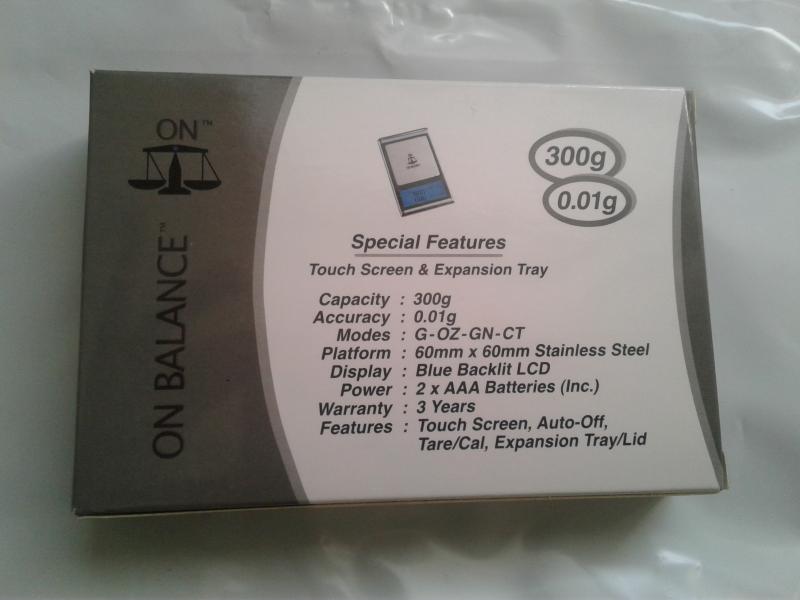 ON™
ON BALANCE™
300g
0.01g
Special Features
Touch Screen & Expansion Tray
Capacity : 300g
Accuracy : 0.01g
Modes : G-OZ-GN-CT
Platform : 60mm x 60mm Stainless Steel
Display : Blue Backlit LCD
Power : 2 x AAA Batteries (Inc.)
Warranty : 3 Years
Features : Touch Screen, Auto-Off,
Tare/Cal, Expansion Tray/Lid